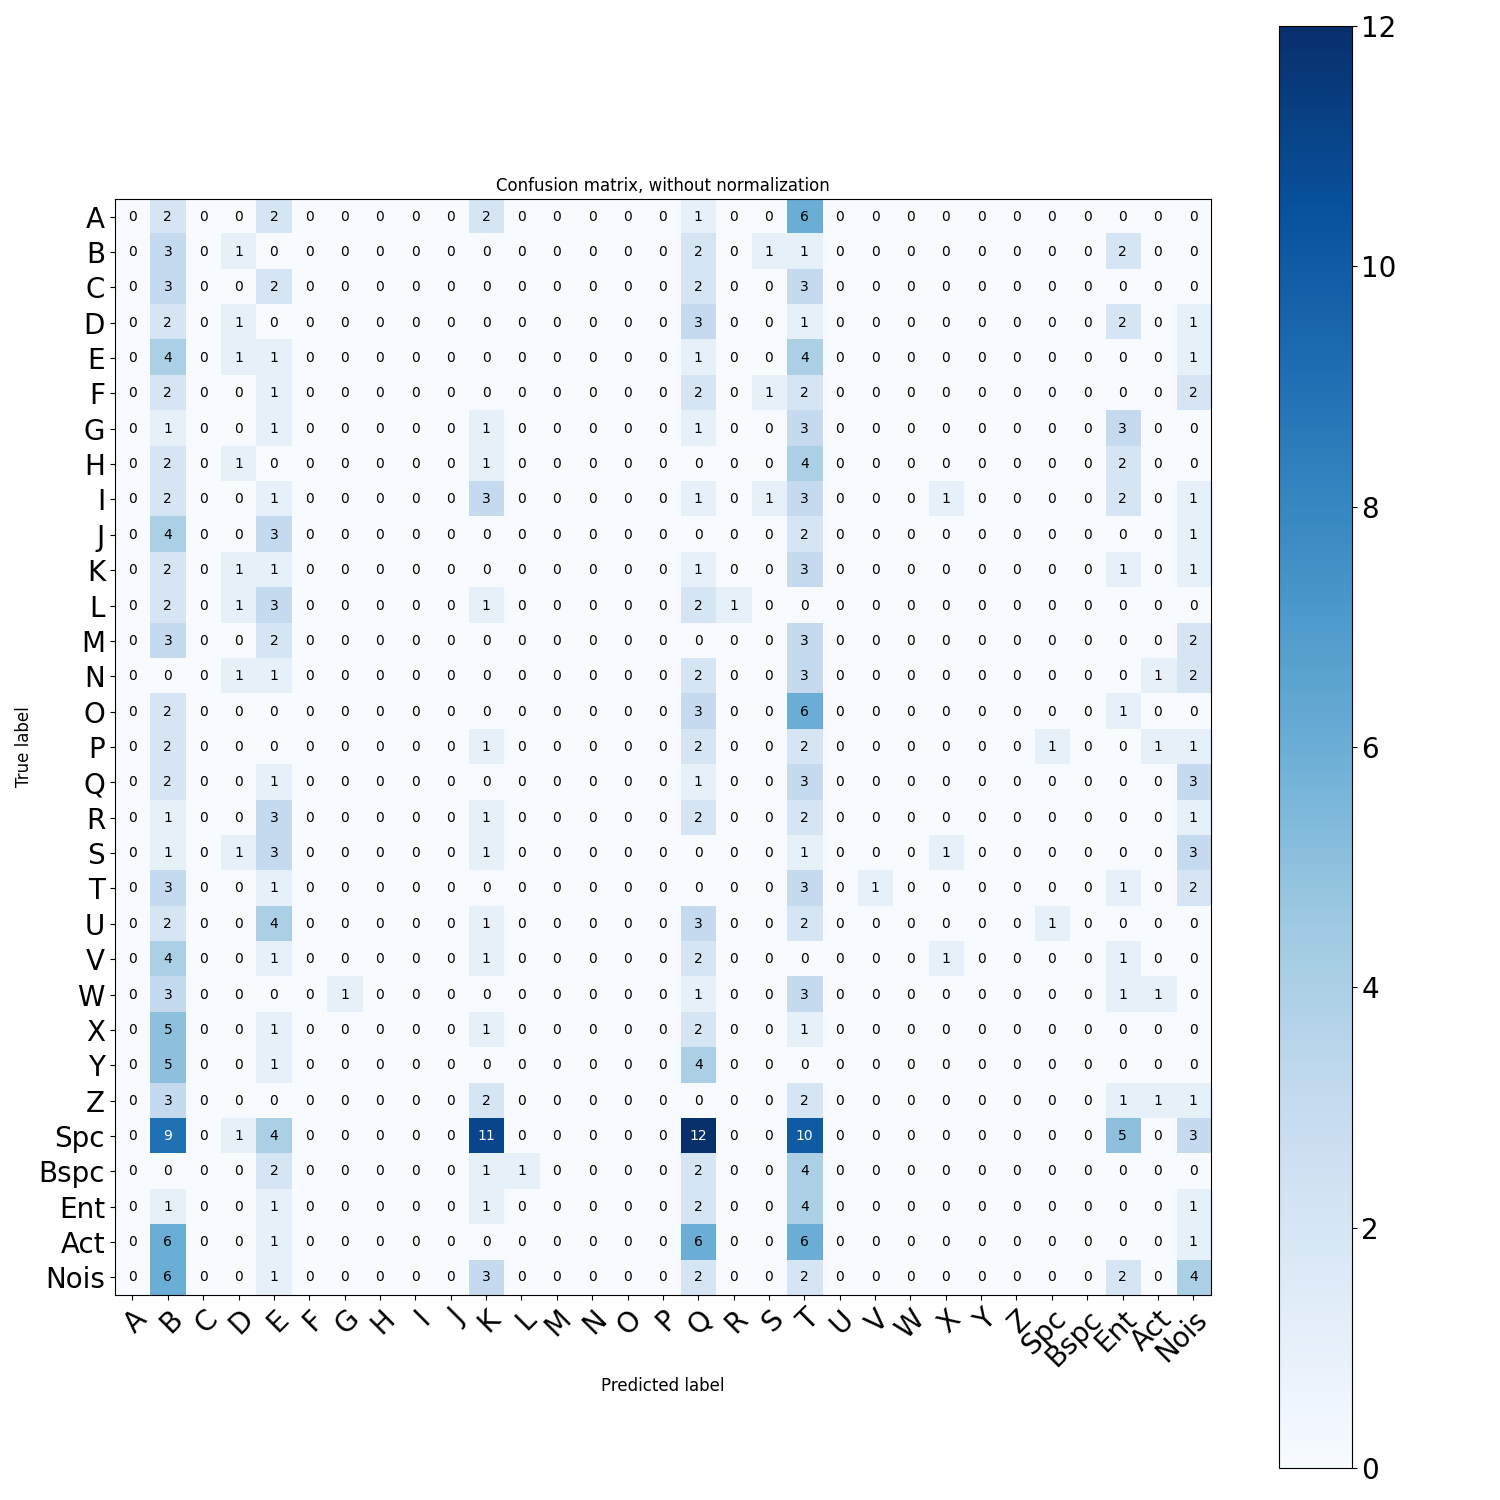 Confusion matrix, without normalization
A 0 2 0 0 2 0 0 0 0 0 2 0 0 0 0 0 1 0 0 6 0 0 0 0 0 0 0 0 0 0 0
B 0 3 0 1 0 0 0 0 0 0 0 0 0 0 0 0 2 0 1 1 0 0 0 0 0 0 0 0 2 0 0
C 0 3 0 0 2 0 0 0 0 0 0 0 0 0 0 0 2 0 0 3 0 0 0 0 0 0 0 0 0 0 0
D 0 2 0 1 0 0 0 0 0 0 0 0 0 0 0 0 3 0 0 1 0 0 0 0 0 0 0 0 2 0 1
E 0 4 0 1 1 0 0 0 0 0 0 0 0 0 0 0 1 0 0 4 0 0 0 0 0 0 0 0 0 0 1
F 0 2 0 0 1 0 0 0 0 0 0 0 0 0 0 0 2 0 1 2 0 0 0 0 0 0 0 0 0 0 2
G 0 1 0 0 1 0 0 0 0 0 1 0 0 0 0 0 1 0 0 3 0 0 0 0 0 0 0 0 3 0 0
H 0 2 0 1 0 0 0 0 0 0 1 0 0 0 0 0 0 0 0 4 0 0 0 0 0 0 0 0 2 0 0
I 0 2 0 0 1 0 0 0 0 0 3 0 0 0 0 0 1 0 1 3 0 0 0 1 0 0 0 0 2 0 1
J 0 4 0 0 3 0 0 0 0 0 0 0 0 0 0 0 0 0 0 2 0 0 0 0 0 0 0 0 0 0 1
K 0 2 0 1 1 0 0 0 0 0 0 0 0 0 0 0 1 0 0 3 0 0 0 0 0 0 0 0 1 0 1
L 0 2 0 1 3 0 0 0 0 0 1 0 0 0 0 0 2 1 0 0 0 0 0 0 0 0 0 0 0 0 0
M 0 3 0 0 2 0 0 0 0 0 0 0 0 0 0 0 0 0 0 3 0 0 0 0 0 0 0 0 0 0 2
N 0 0 0 1 1 0 0 0 0 0 0 0 0 0 0 0 2 0 0 3 0 0 0 0 0 0 0 0 0 1 2
O 0 2 0 0 0 0 0 0 0 0 0 0 0 0 0 0 3 0 0 6 0 0 0 0 0 0 0 0 1 0 0
P 0 2 0 0 0 0 0 0 0 0 1 0 0 0 0 0 2 0 0 2 0 0 0 0 0 0 1 0 0 1 1
Q 0 2 0 0 1 0 0 0 0 0 0 0 0 0 0 0 1 0 0 3 0 0 0 0 0 0 0 0 0 0 3
R 0 1 0 0 3 0 0 0 0 0 1 0 0 0 0 0 2 0 0 2 0 0 0 0 0 0 0 0 0 0 1
S 0 1 0 1 3 0 0 0 0 0 1 0 0 0 0 0 0 0 0 1 0 0 0 1 0 0 0 0 0 0 3
T 0 3 0 0 1 0 0 0 0 0 0 0 0 0 0 0 0 0 0 3 0 1 0 0 0 0 0 0 1 0 2
U 0 2 0 0 4 0 0 0 0 0 1 0 0 0 0 0 3 0 0 2 0 0 0 0 0 0 1 0 0 0 0
V 0 4 0 0 1 0 0 0 0 0 1 0 0 0 0 0 2 0 0 0 0 0 0 1 0 0 0 0 1 0 0
W 0 3 0 0 0 0 1 0 0 0 0 0 0 0 0 0 1 0 0 3 0 0 0 0 0 0 0 0 1 1 0
X 0 5 0 0 1 0 0 0 0 0 1 0 0 0 0 0 2 0 0 1 0 0 0 0 0 0 0 0 0 0 0
Y 0 5 0 0 1 0 0 0 0 0 0 0 0 0 0 0 4 0 0 0 0 0 0 0 0 0 0 0 0 0 0
Z 0 3 0 0 0 0 0 0 0 0 2 0 0 0 0 0 0 0 0 2 0 0 0 0 0 0 0 0 1 1 1
Spc 0 9 0 1 4 0 0 0 0 0 11 0 0 0 0 0 12 0 0 10 0 0 0 0 0 0 0 0 5 0 3
Bspc 0 0 0 0 2 0 0 0 0 0 1 1 0 0 0 0 2 0 0 4 0 0 0 0 0 0 0 0 0 0 0
Ent 0 1 0 0 1 0 0 0 0 0 1 0 0 0 0 0 2 0 0 4 0 0 0 0 0 0 0 0 0 0 1
Act 0 6 0 0 1 0 0 0 0 0 0 0 0 0 0 0 6 0 0 6 0 0 0 0 0 0 0 0 0 0 1
Nois 0 6 0 0 1 0 0 0 0 0 3 0 0 0 0 0 2 0 0 2 0 0 0 0 0 0 0 0 2 0 4
A B C D E F G H I J K L M N O P Q R S T U V W X Y Z Spc Bspc Ent Act Nois
Predicted label
True label
12
10
8
6
4
2
0